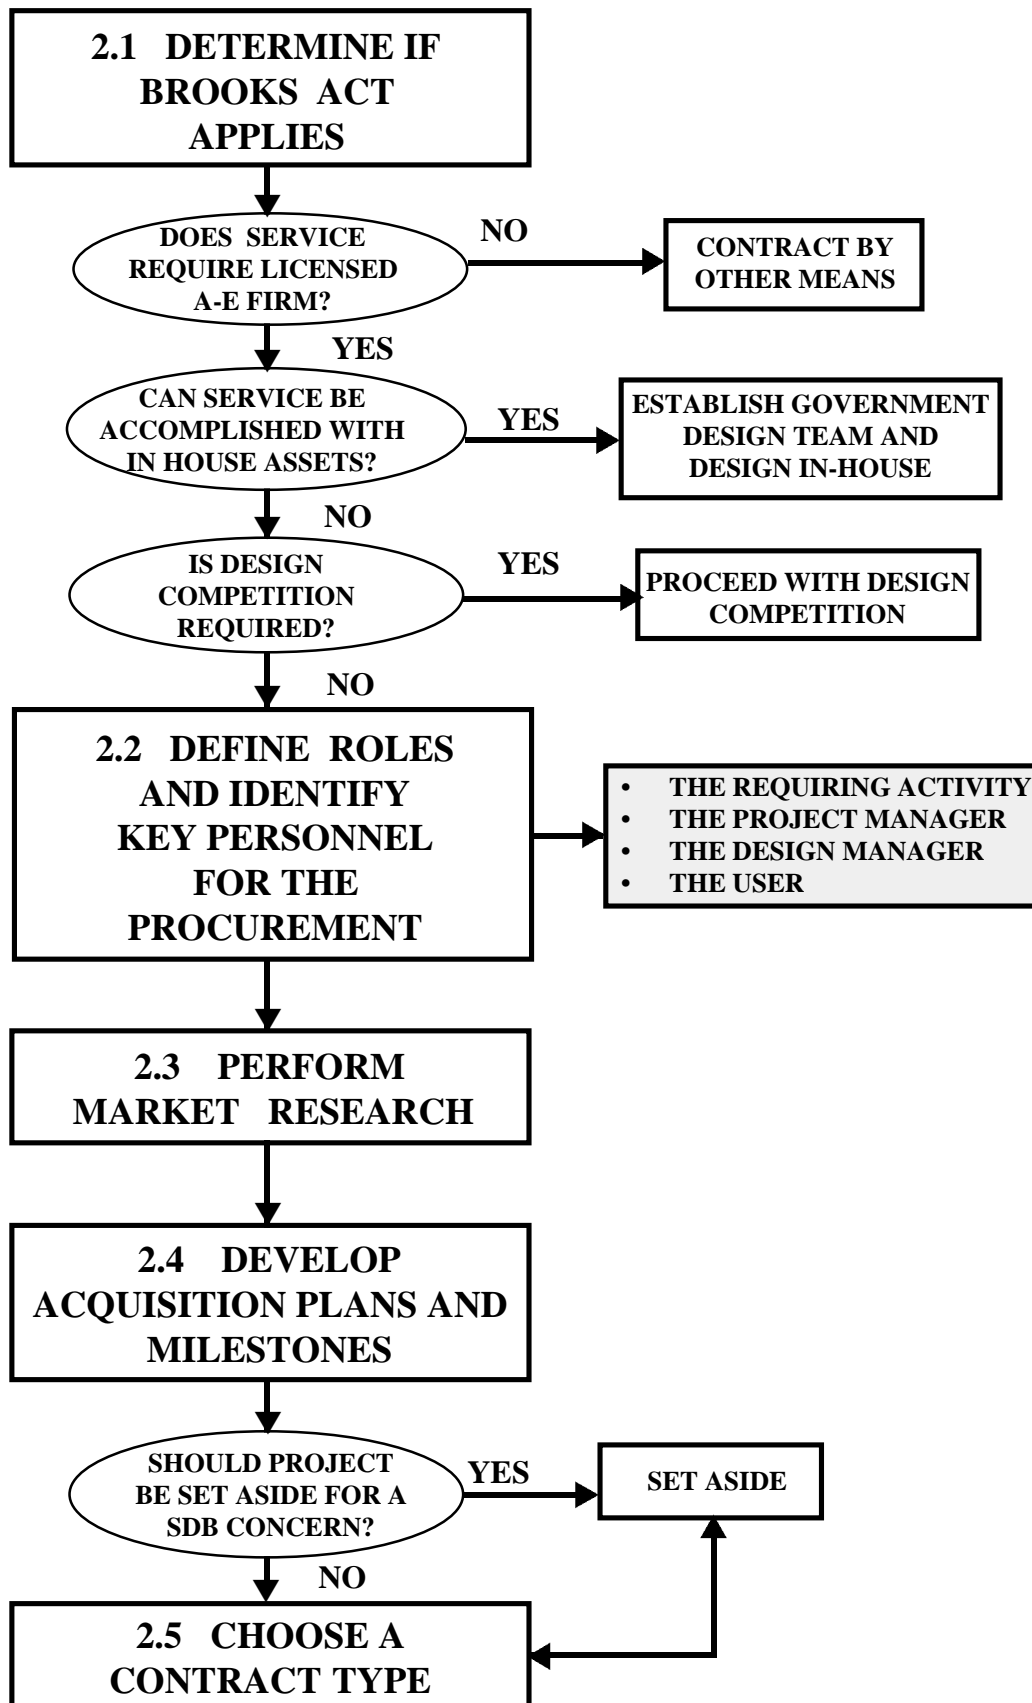 2.1 DETERMINE IF
BROOKS ACT
APPLIES
DOES SERVICE
REQUIRE LICENSED
A-E FIRM?
NO
CONTRACT BY
OTHER MEANS
YES
CAN SERVICE BE
ACCOMPLISHED WITH
IN HOUSE ASSETS?
YES
ESTABLISH GOVERNMENT
DESIGN TEAM AND
DESIGN IN-HOUSE
NO
IS DESIGN
COMPETITION
REQUIRED?
YES
PROCEED WITH DESIGN
COMPETITION
NO
2.2 DEFINE ROLES
AND IDENTIFY
KEY PERSONNEL
FOR THE
PROCUREMENT
• THE REQUIRING ACTIVITY
• THE PROJECT MANAGER
• THE DESIGN MANAGER
• THE USER
2.3 PERFORM
MARKET RESEARCH
2.4 DEVELOP
ACQUISITION PLANS AND
MILESTONES
SHOULD PROJECT
BE SET ASIDE FOR A
SDB CONCERN?
YES
SET ASIDE
NO
2.5 CHOOSE A
CONTRACT TYPE